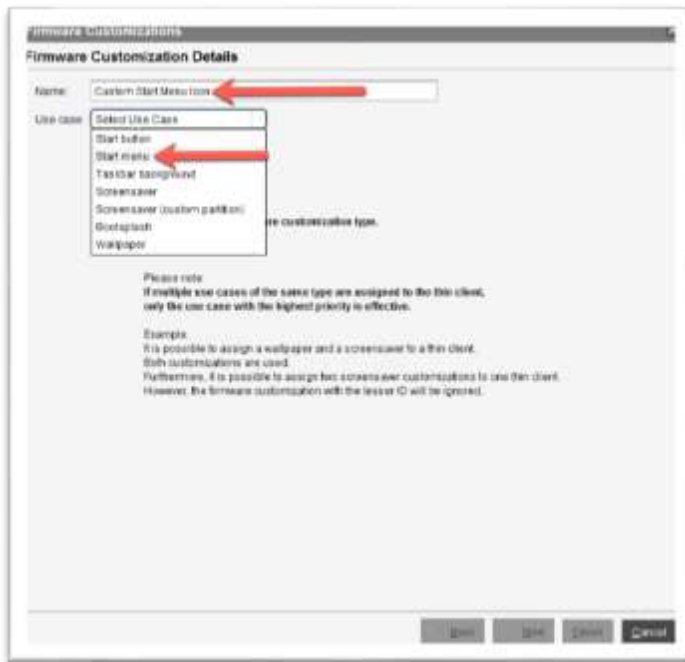 Firmware Customizations
Firmware Customization Details
Name Custom Start Menu Icon
Use case Select Use Case
Start button
Start menu
Taskbar background
Screensaver
Screensaver (custom partition)
Bootsplash
Wallpaper
re customization type.
Please note
If multiple use cases of the same type are assigned to the thin client,
only the use case with the highest priority is effective.
Example
It is possible to assign a wallpaper and a screensaver to a thin client.
Both customizations are used.
Furthermore, it is possible to assign two screensaver customizations to one thin client.
However, the firmware customization with the lesser ID will be ignored.
Back Next Finish Cancel